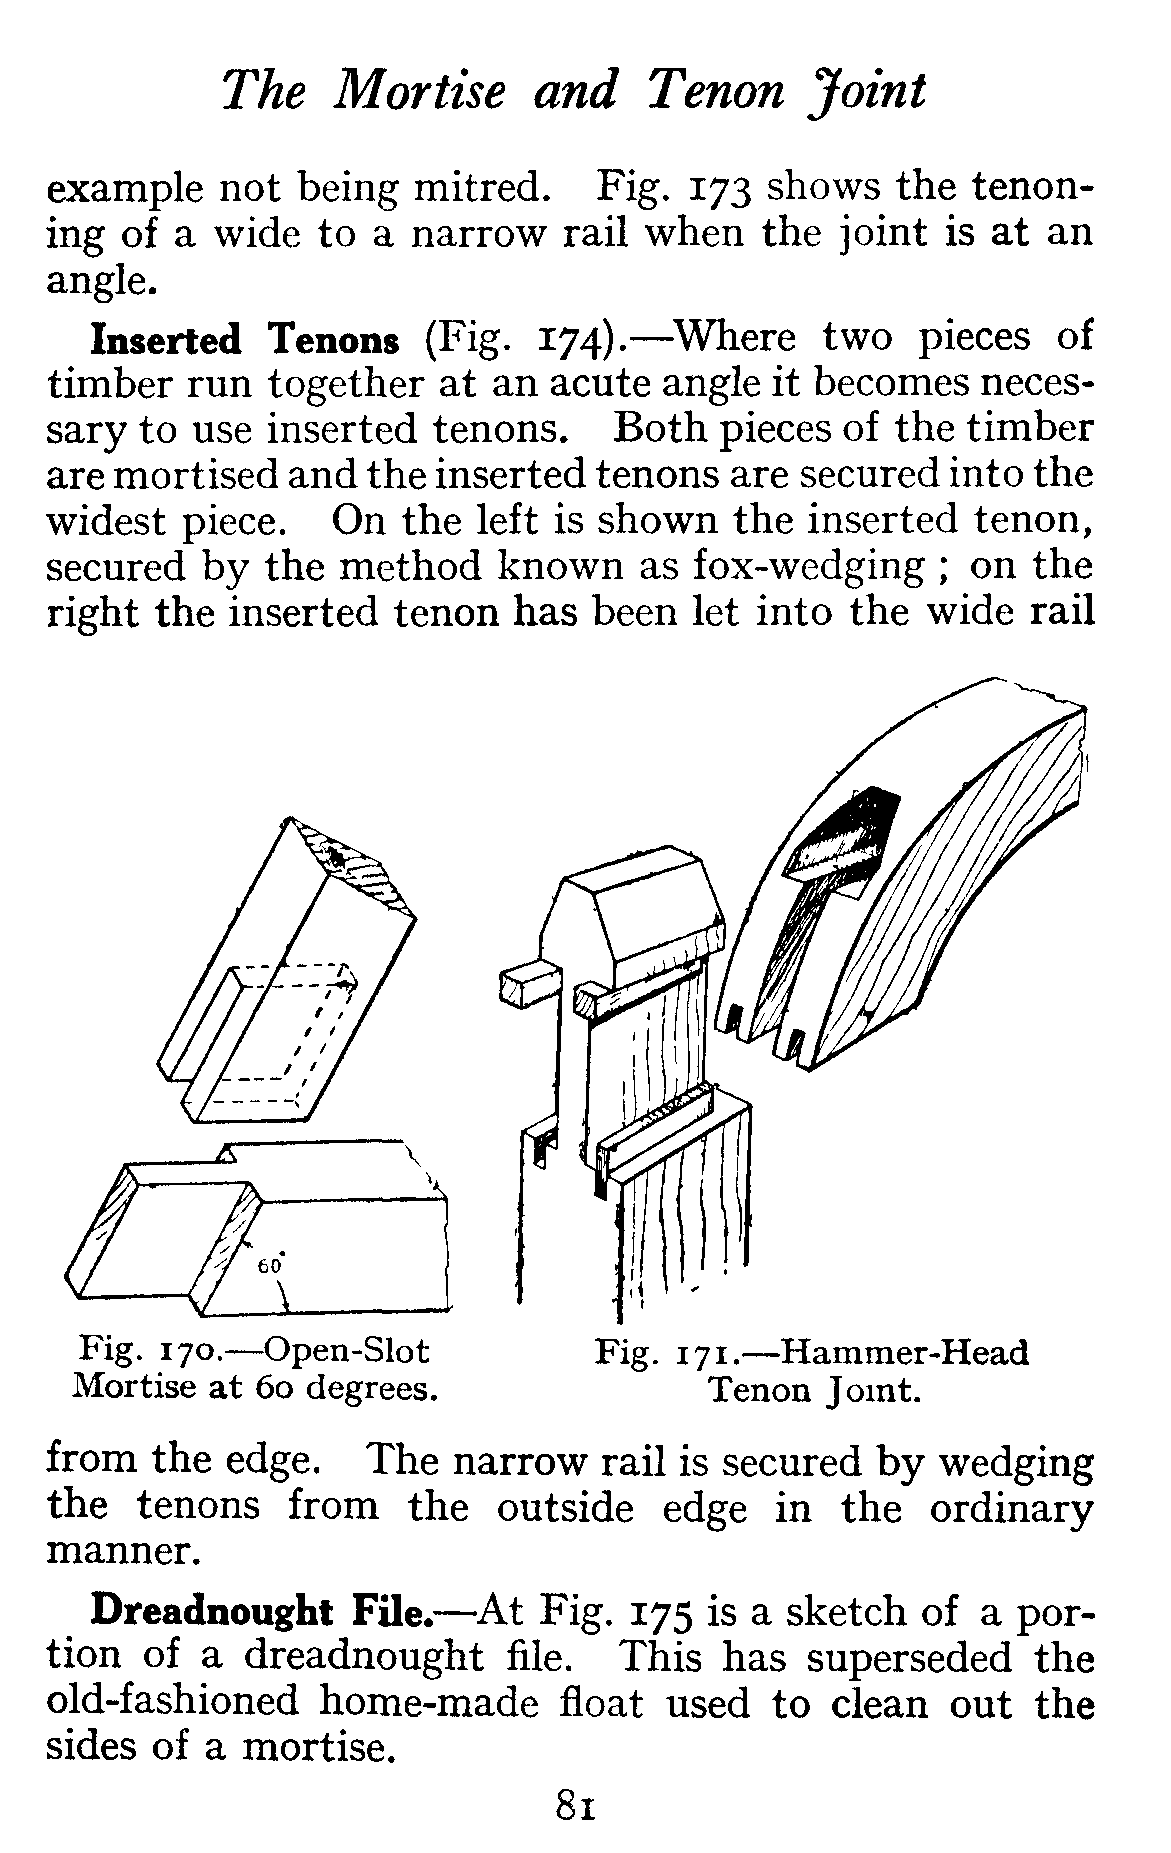 The Mortise and Tenon Joint
example not being mitred. Fig. 173 shows the tenon-
ing of a wide to a narrow rail when the joint is at an
angle.
Inserted Tenons (Fig. 174).—Where two pieces of
timber run together at an acute angle it becomes neces-
sary to use inserted tenons. Both pieces of the timber
are mortised and the inserted tenons are secured into the
widest piece. On the left is shown the inserted tenon,
secured by the method known as fox-wedging ; on the
right the inserted tenon has been let into the wide rail
60°
Fig. 170.—Open-Slot
Mortise at 60 degrees.
Fig. 171.—Hammer-Head
Tenon Joint.
from the edge. The narrow rail is secured by wedging
the tenons from the outside edge in the ordinary
manner.
Dreadnought File.—At Fig. 175 is a sketch of a por-
tion of a dreadnought file. This has superseded the
old-fashioned home-made float used to clean out the
sides of a mortise.
81